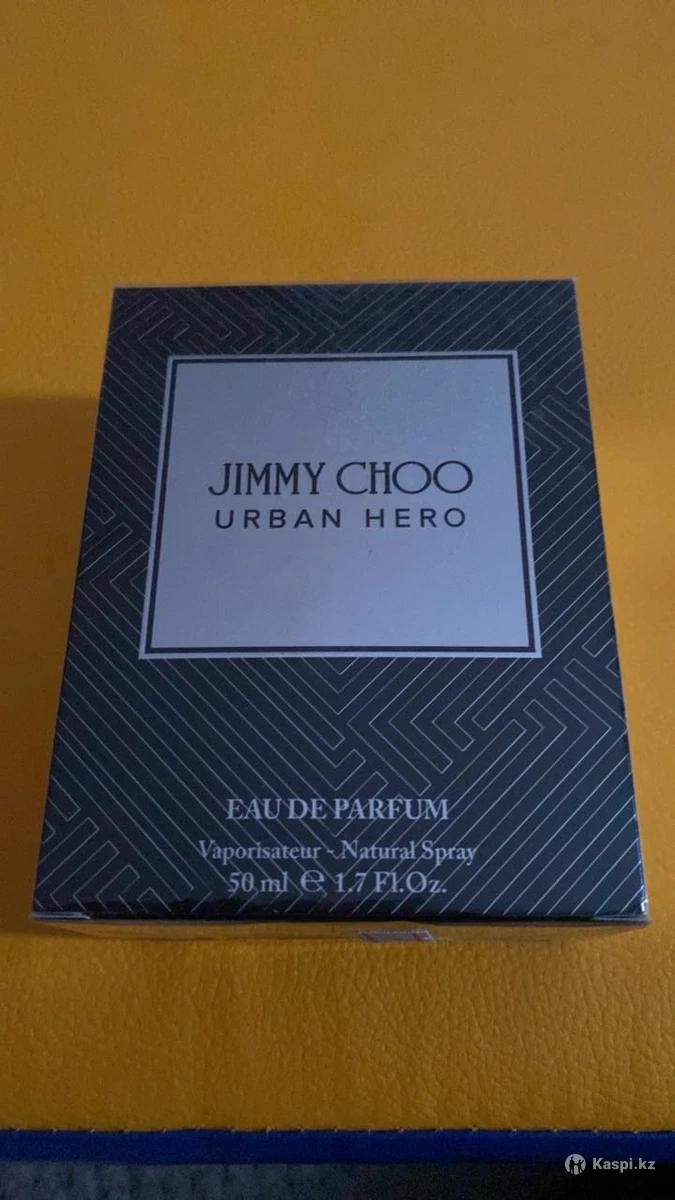 JIMMY CHOO
URBAN HERO
EAU DE PARFUM
Vaporisateur - Natural Spray
50 ml ℮ 1.7 Fl.Oz.
Kaspi.kz